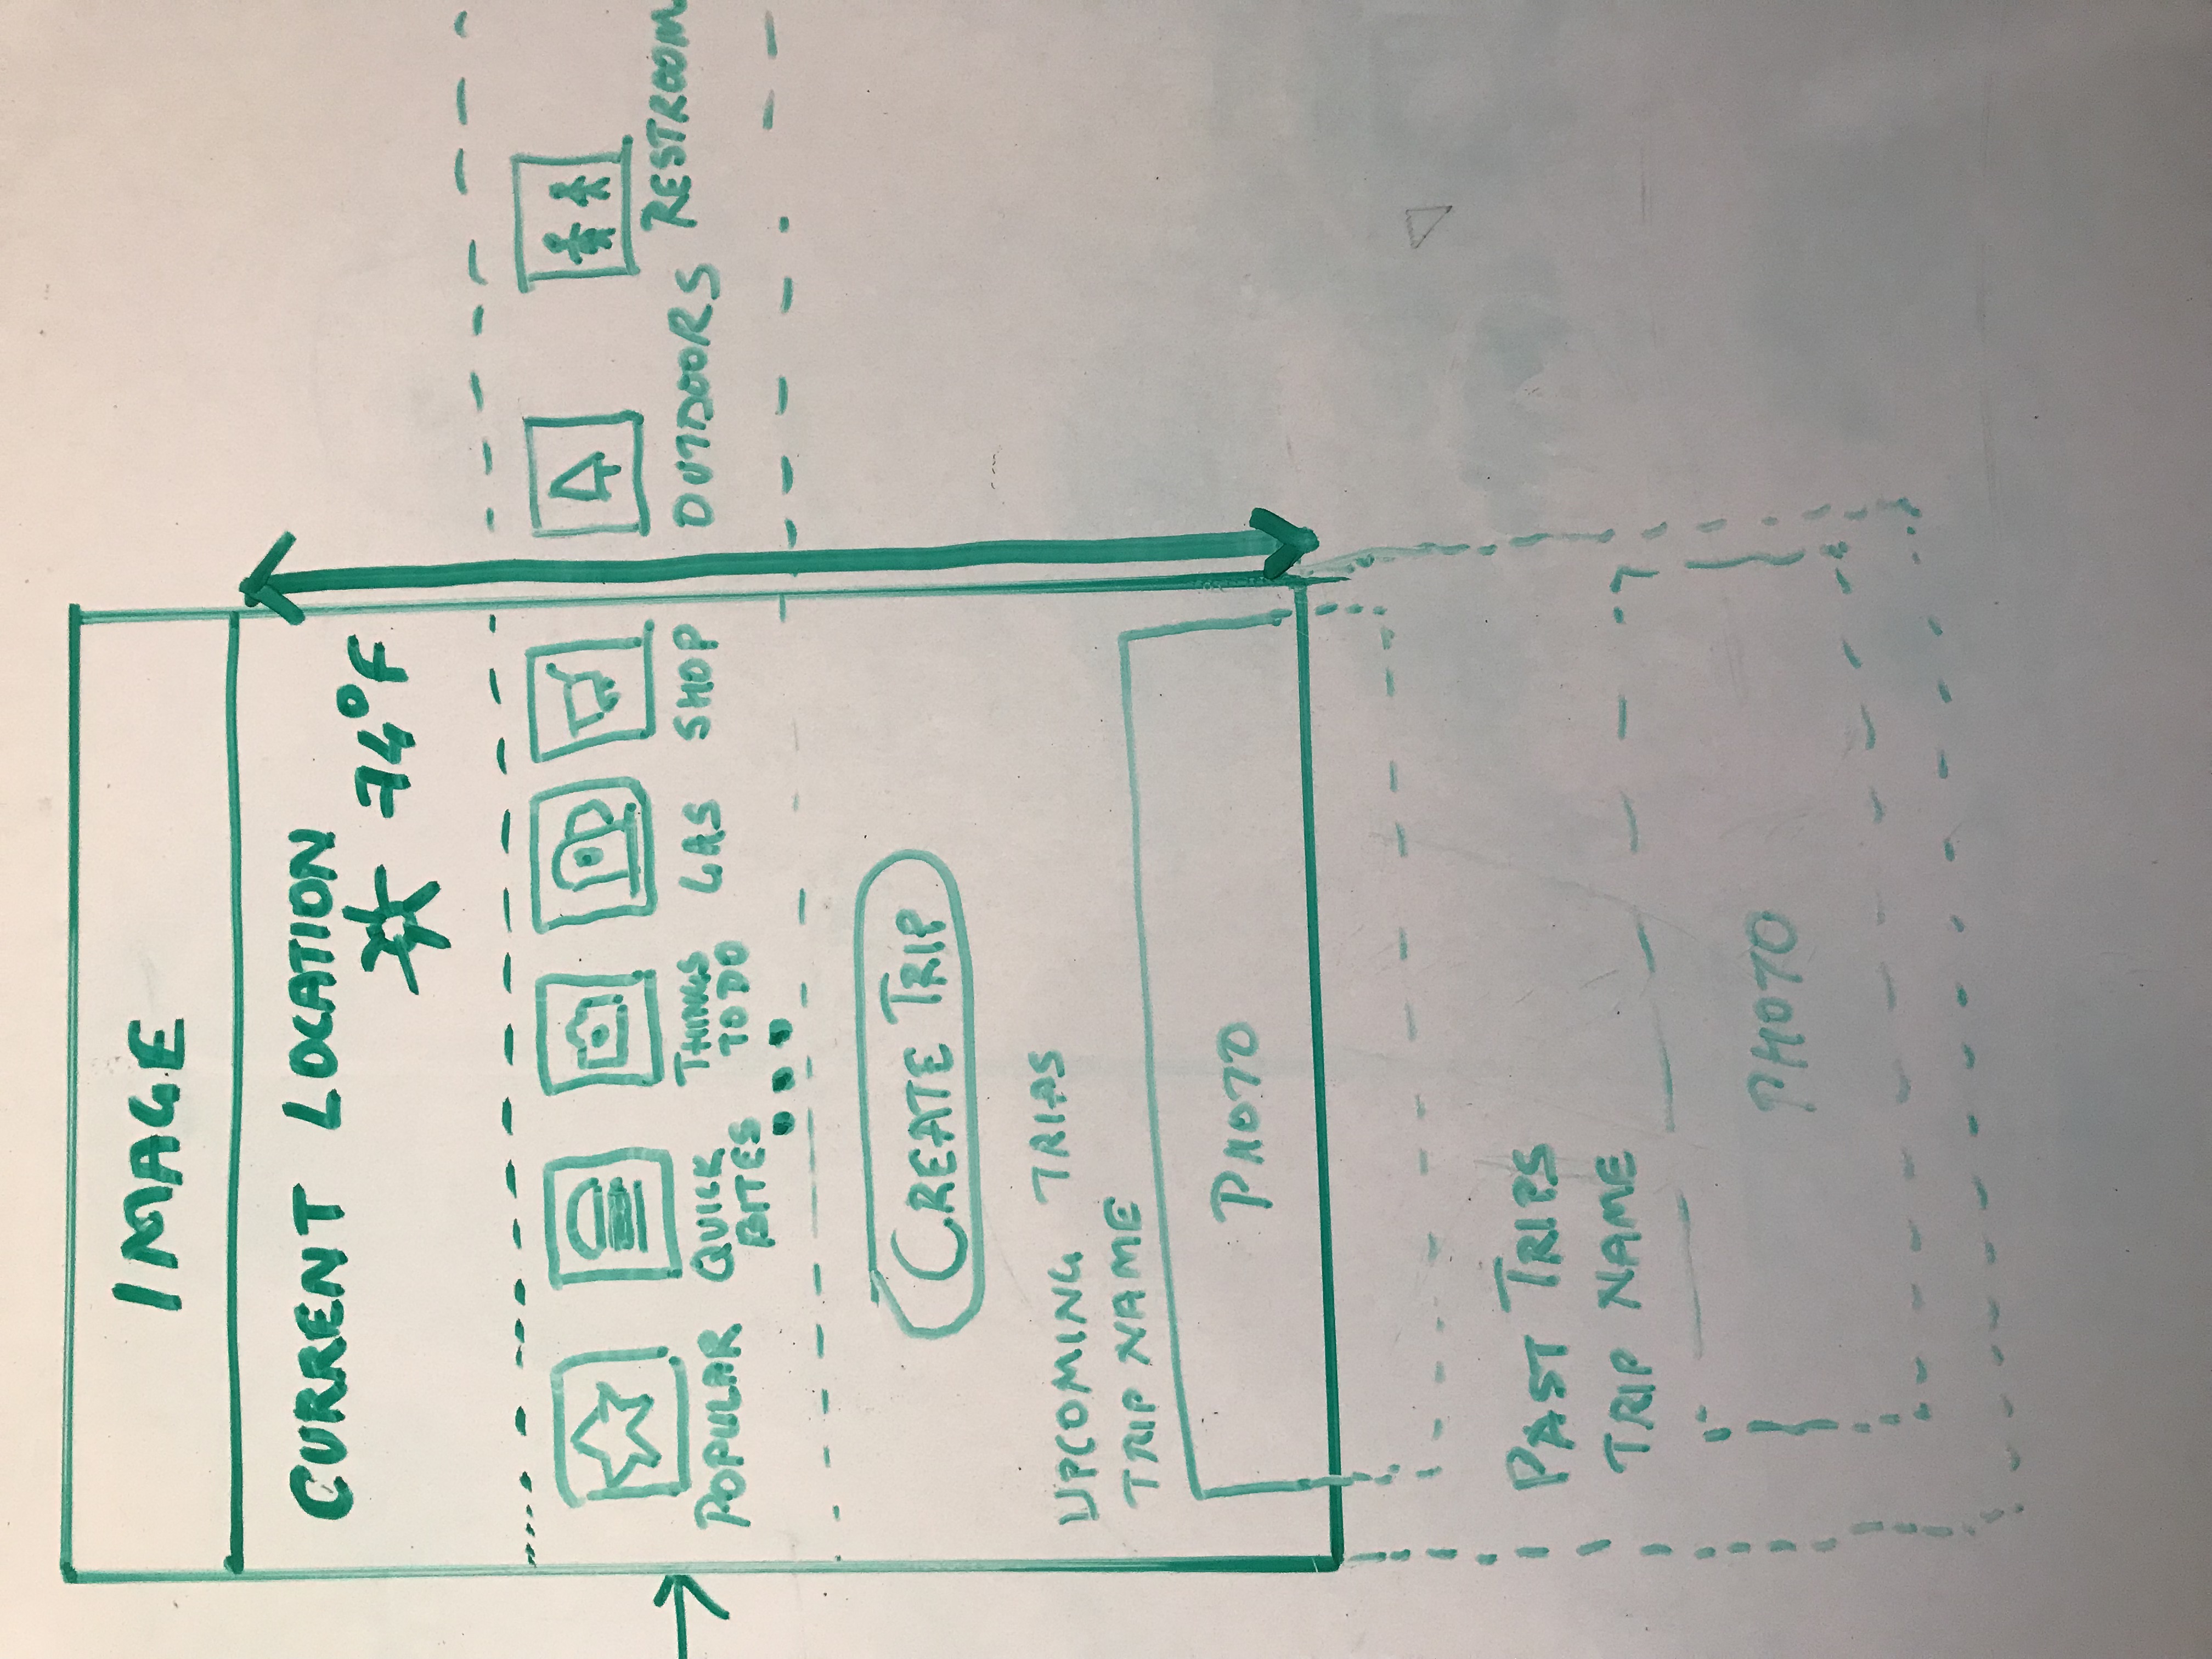 IMAGE
CURRENT LOCATION
74°F
POPULAR
QUICK
BITES
THINGS
TO DO
GAS
SHOP
OUTDOORS
RESTROOM
CREATE TRIP
UPCOMING TRIPS
TRIP NAME
PHOTO
PAST TRIPS
TRIP NAME
PHOTO